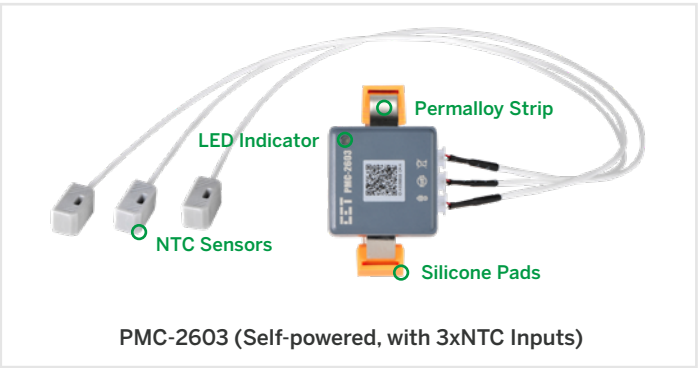 Permalloy Strip
LED Indicator
CET PMC-2603
NTC Sensors
Silicone Pads
PMC-2603 (Self-powered, with 3xNTC Inputs)